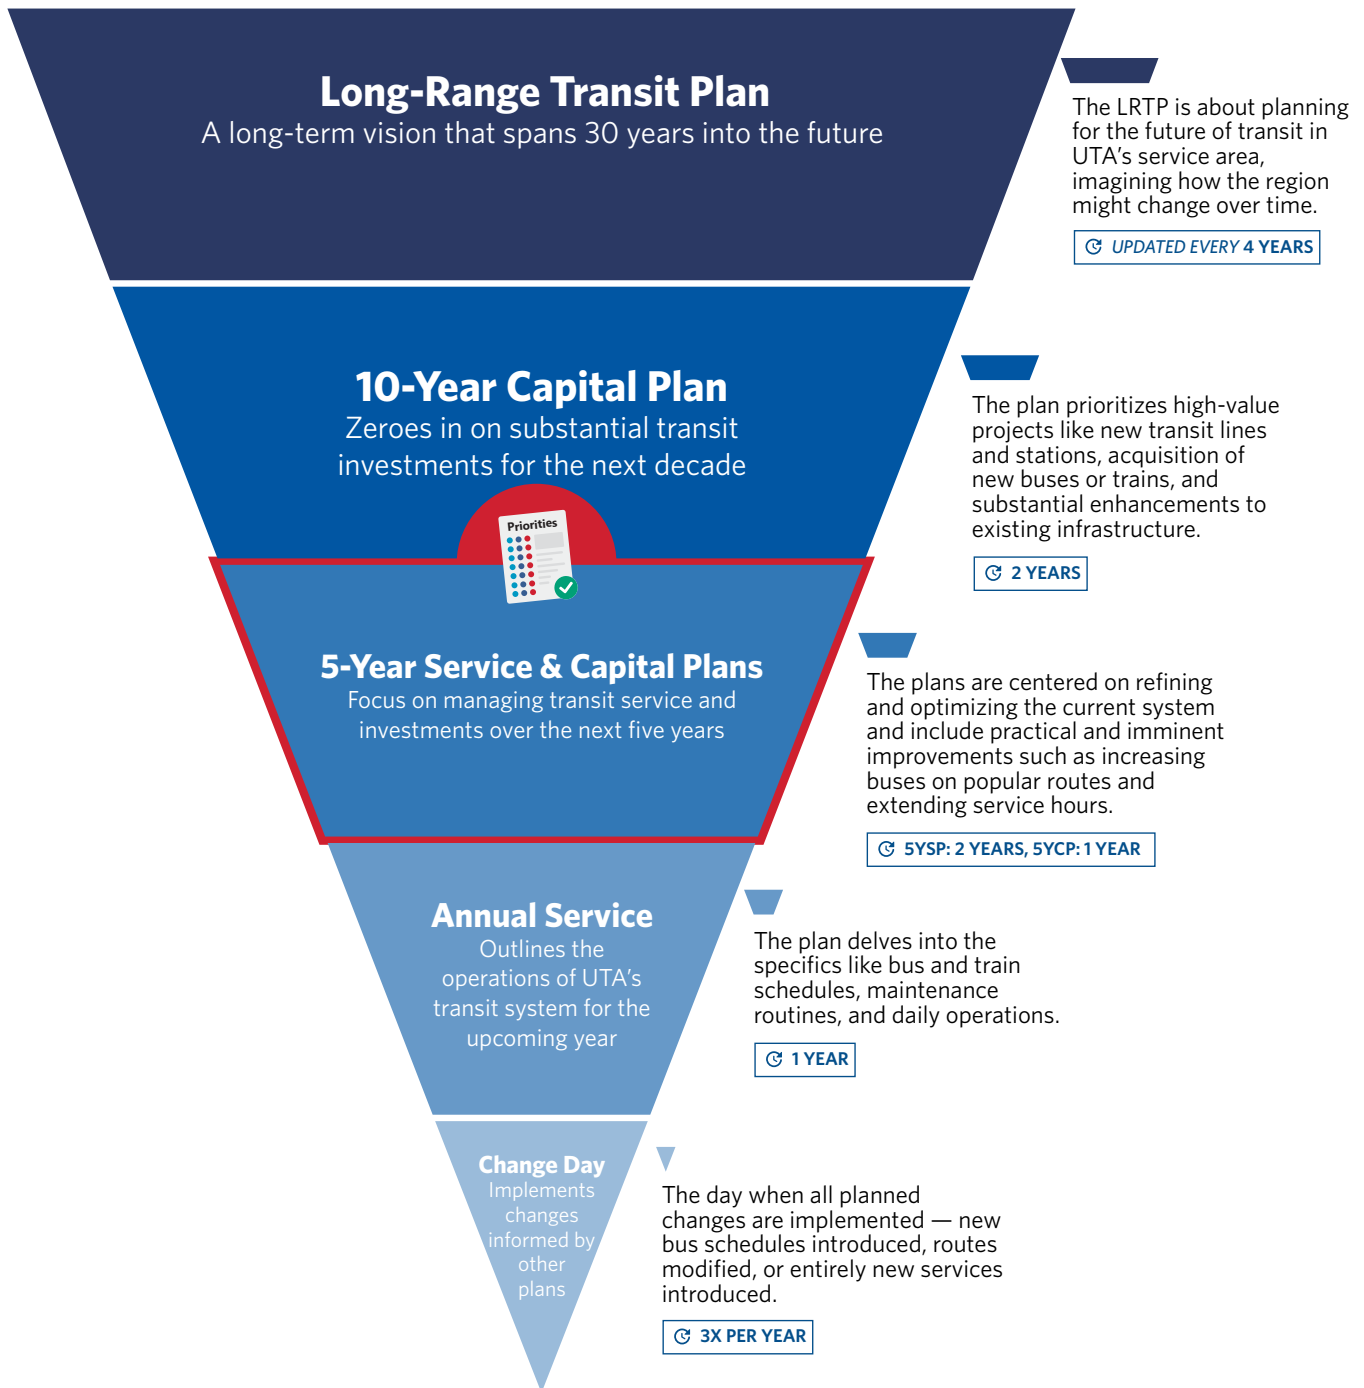 Long-Range Transit Plan
A long-term vision that spans 30 years into the future
The LRTP is about planning
for the future of transit in
UTA's service area,
imagining how the region
might change over time.
UPDATED EVERY 4 YEARS
10-Year Capital Plan
Zeroes in on substantial transit
investments for the next decade
The plan prioritizes high-value
projects like new transit lines
and stations, acquisition of
new buses or trains, and
substantial enhancements to
existing infrastructure.
2 YEARS
Priorities
5-Year Service & Capital Plans
Focus on managing transit service and
investments over the next five years
The plans are centered on refining
and optimizing the current system
and include practical and imminent
improvements such as increasing
buses on popular routes and
extending service hours.
5YSP: 2 YEARS, 5YCP: 1 YEAR
Annual Service
Outlines the
operations of UTA's
transit system for the
upcoming year
The plan delves into the
specifics like bus and train
schedules, maintenance
routines, and daily operations.
1 YEAR
Change Day
Implements
changes
informed by
other
plans
The day when all planned
changes are implemented — new
bus schedules introduced, routes
modified, or entirely new services
introduced.
3X PER YEAR